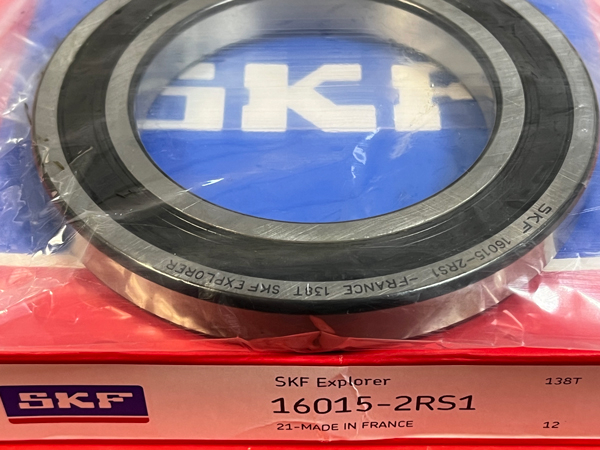 SKF
SKF 16015-2RS1 -FRANCE 138T SKF EXPLORER
SKF
SKF Explorer
138T
16015-2RS1
21-MADE IN FRANCE
12